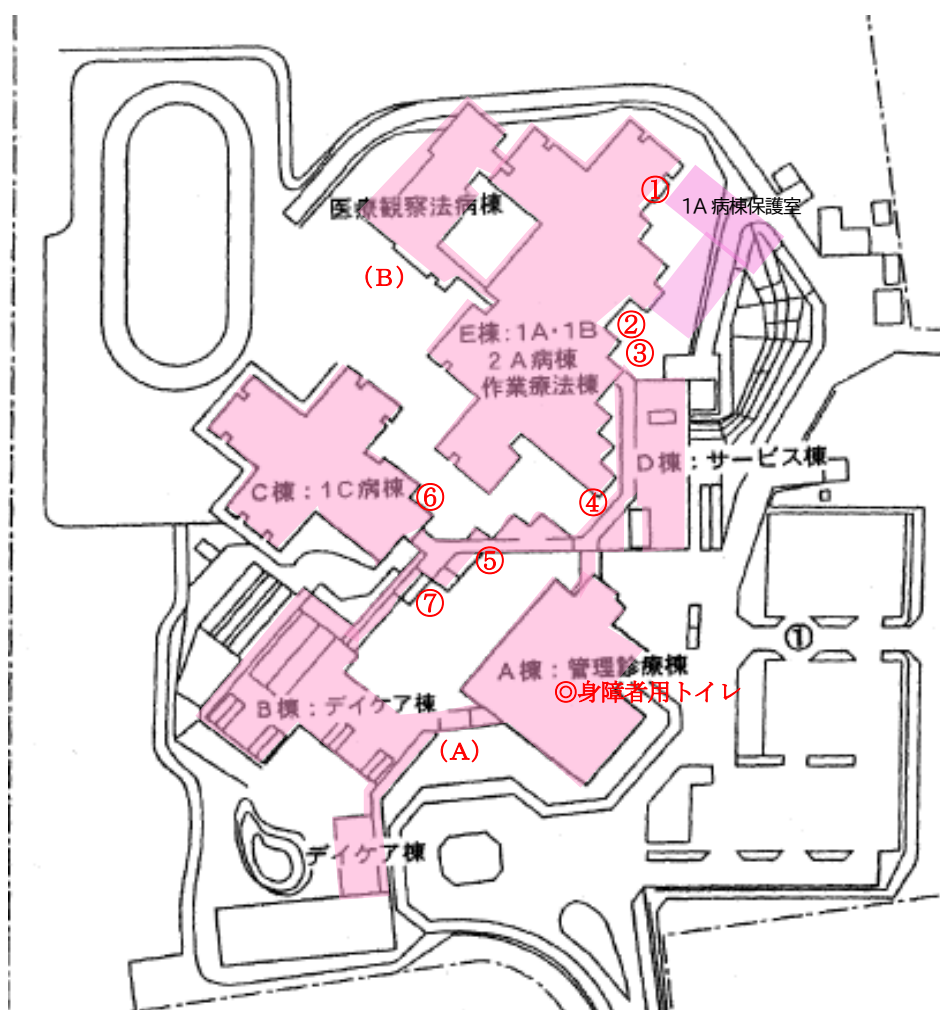 ①
1A 病棟保護室
医療観察法病棟
（B）
②
E棟：1A・1B
2A病棟
作業療法棟
③
D棟：サービス棟
C棟：1C病棟
⑥
④
⑤
⑦
①
A棟：管理診療棟
◎身障者用トイレ
B棟：デイケア棟
（A）
デイケア棟